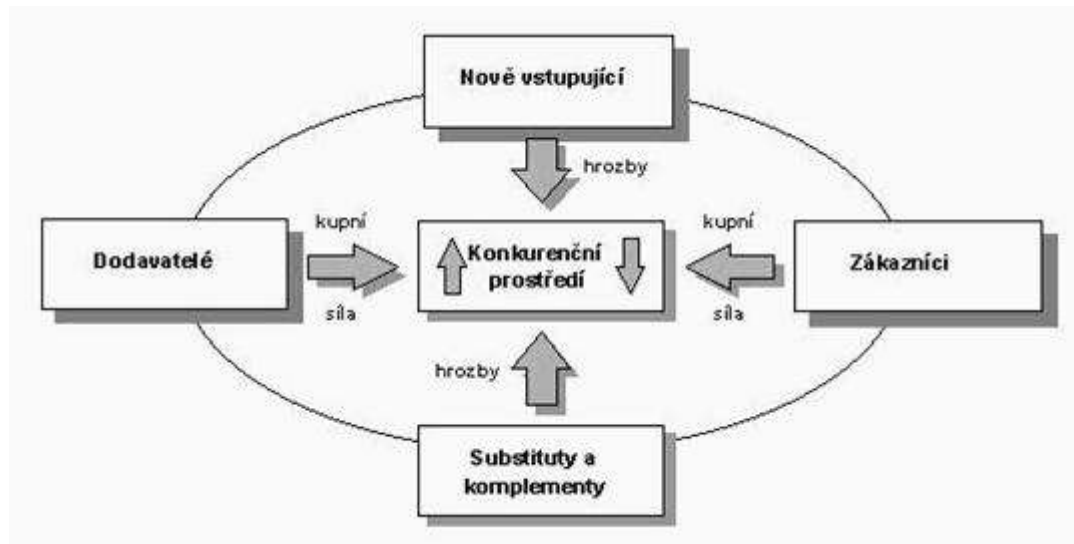 Nově vstupující
hrozby
kupní
kupní
Dodavatelé
Konkurenční
prostředí
Zákazníci
síla
síla
hrozby
Substituty a
komplementy